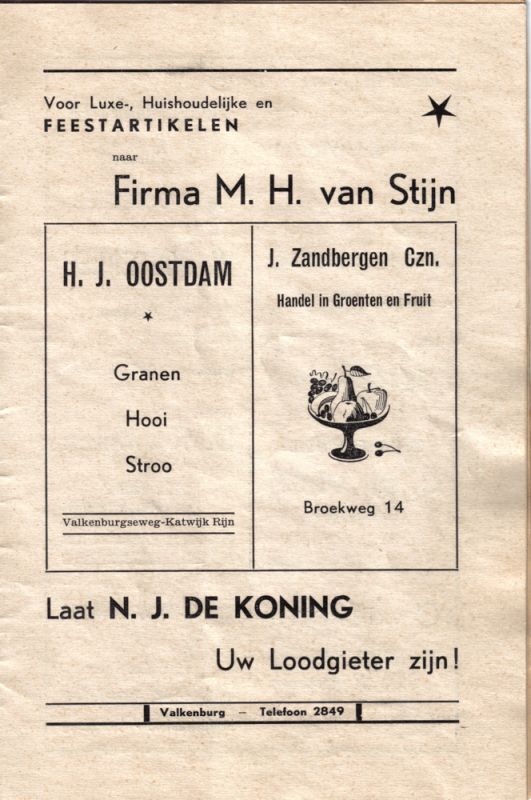 Voor Luxe-, Huishoudelijke en
FEESTARTIKELEN
naar
Firma M. H. van Stijn
H. J. OOSTDAM
Granen
Hooi
Stroo
Valkenburgseweg-Katwijk Rijn
J. Zandbergen Czn.
Handel in Groenten en Fruit
Broekweg 14
Laat N. J. DE KONING
Uw Loodgieter zijn!
Valkenburg — Telefoon 2849